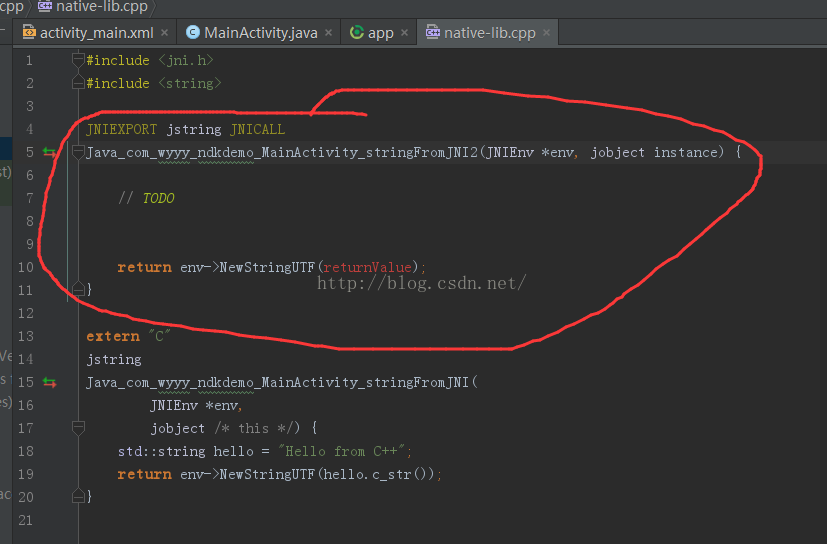 cpp native-lib.cpp
activity_main.xml × MainActivity.java × app × native-lib.cpp ×
1 #include <jni.h>
2 #include <string>
3
4 JNIEXPORT jstring JNICALL
5 Java_com_wyyy_ndkdemo_MainActivity_stringFromJNI2(JNIEnv *env, jobject instance) {
6
7 // TODO
8
9
10 return env->NewStringUTF(returnValue);
http://blog.csdn.net/
11 }
12
13 extern "C"
14 jstring
15 Java_com_wyyy_ndkdemo_MainActivity_stringFromJNI(
16 JNIEnv *env,
17 jobject /* this */) {
18 std::string hello = "Hello from C++";
19 return env->NewStringUTF(hello.c_str());
20 }
21